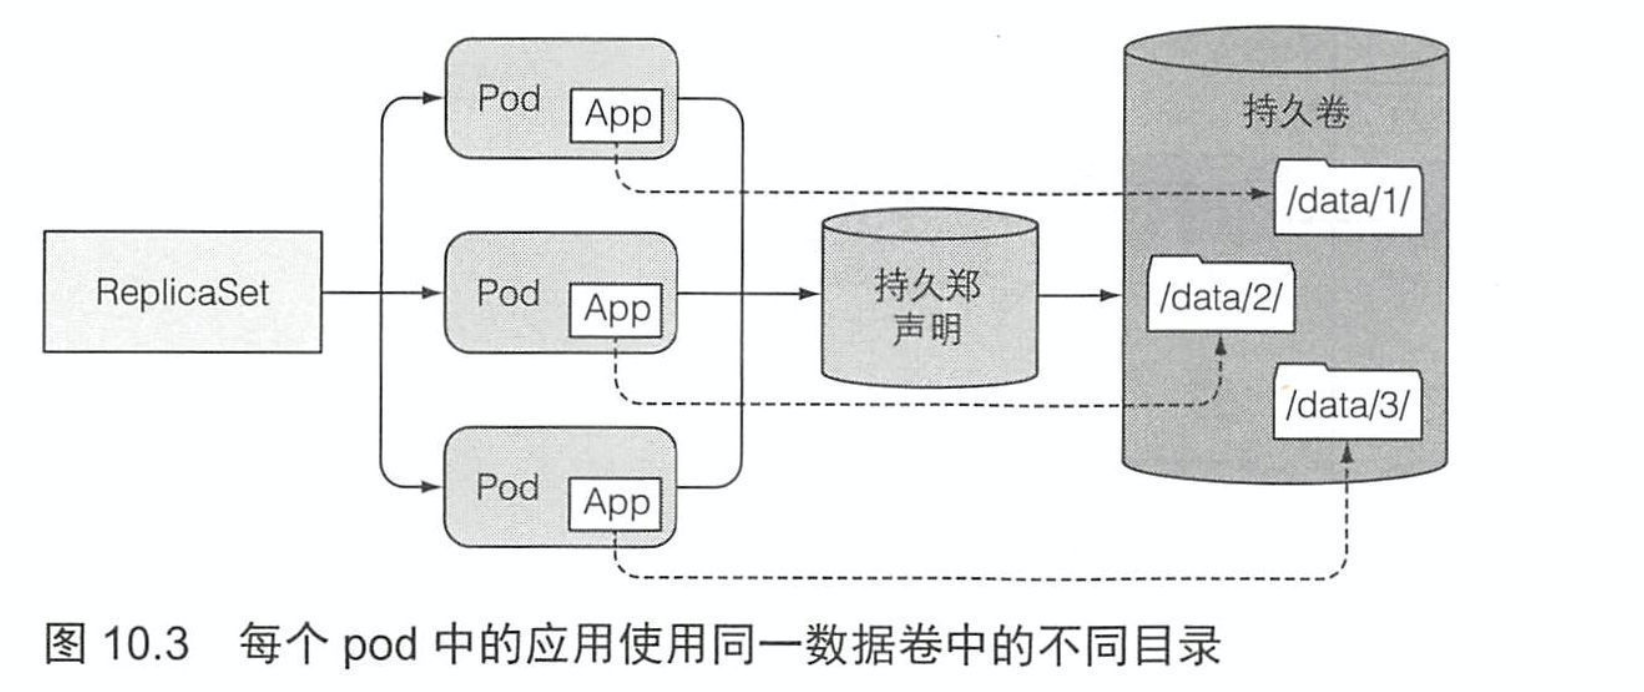 Pod
App
持久卷
/data/1/
ReplicaSet
Pod
App
持久郑
声明
/data/2/
Pod
App
/data/3/
图 10.3 每个 pod 中的应用使用同一数据卷中的不同目录